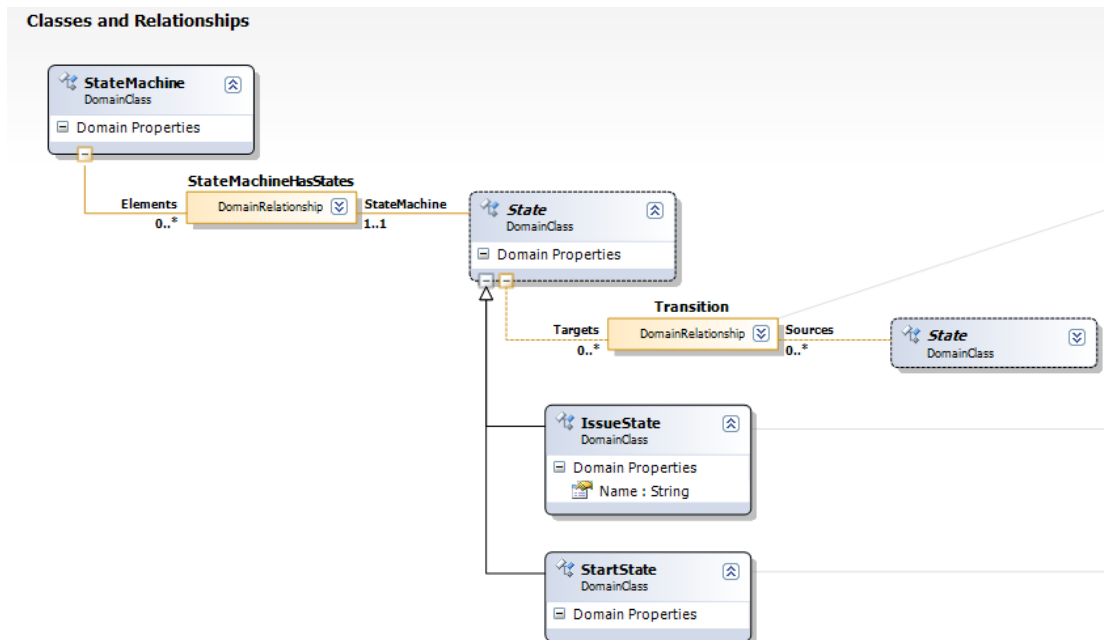 Classes and Relationships
StateMachine
DomainClass
Domain Properties
StateMachineHasStates
Elements
DomainRelationship
StateMachine
0..*
1..1
State
DomainClass
Domain Properties
Transition
Targets
DomainRelationship
Sources
0..*
0..*
State
DomainClass
IssueState
DomainClass
Domain Properties
Name : String
StartState
DomainClass
Domain Properties